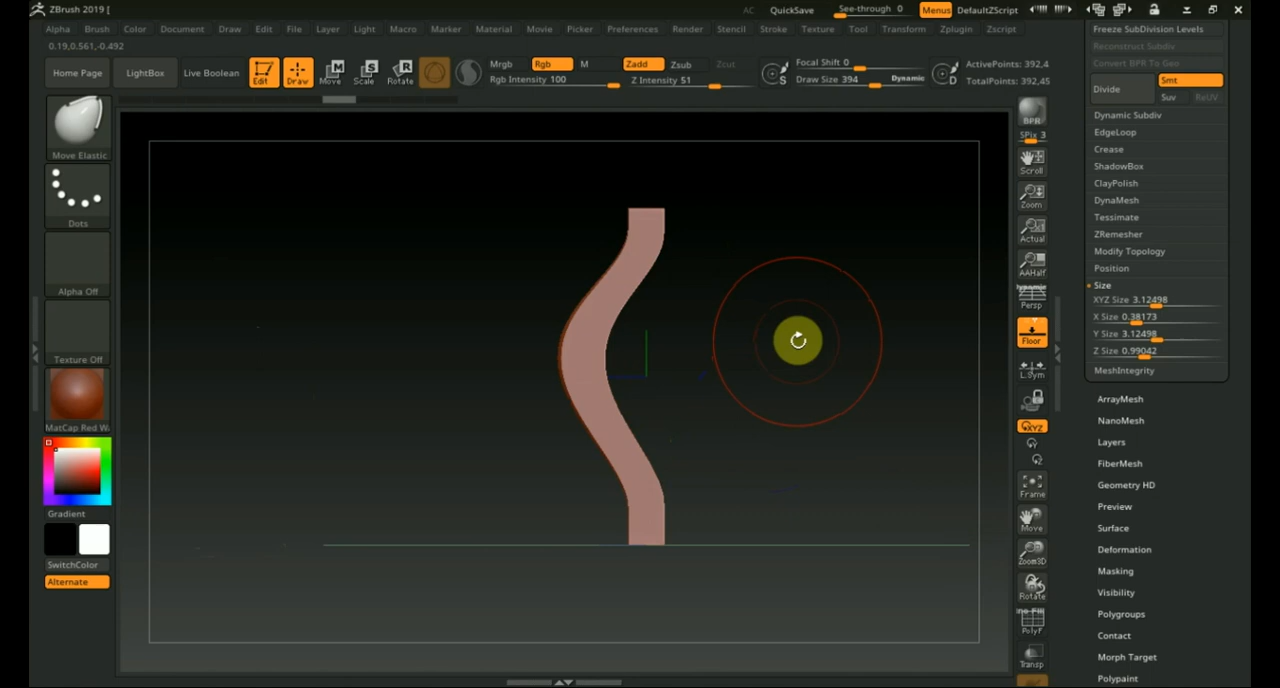 ZBrush 2019 [
AC QuickSave See-through 0 Menus DefaultZScript
Alpha Brush Color Document Draw Edit File Layer Light Macro Marker Material Movie Picker Preferences Render Stencil Stroke Texture Tool Transform Zplugin Zscript
0.19,0.561,-0.492
Home Page LightBox Live Boolean Edit Draw Move Scale Rotate
Mrgb Rgb M Zadd Zsub Zcut
Rgb Intensity 100 Z Intensity 51
S Focal Shift 0
Draw Size 394 Dynamic D
ActivePoints: 392,4
TotalPoints: 392,45
Move Elastic
Dots
Alpha Off
Texture Off
MatCap Red W
Gradient
SwitchColor
Alternate
BPR
SPix 3
Scroll
Zoom
Actual
AAHalf
Dynamic
Persp
Floor
L.Sym
XYZ
Frame
Move
Zoom3D
Rotate
PolyF
Transp
Freeze SubDivision Levels
Reconstruct Subdiv
Convert BPR To Geo
Divide Smt
Suv ReUV
Dynamic Subdiv
EdgeLoop
Crease
ShadowBox
ClayPolish
DynaMesh
Tessimate
ZRemesher
Modify Topology
Position
Size
XYZ Size 3.12498
X Size 0.38173
Y Size 3.12498
Z Size 0.99042
MeshIntegrity
ArrayMesh
NanoMesh
Layers
FiberMesh
Geometry HD
Preview
Surface
Deformation
Masking
Visibility
Polygroups
Contact
Morph Target
Polypaint